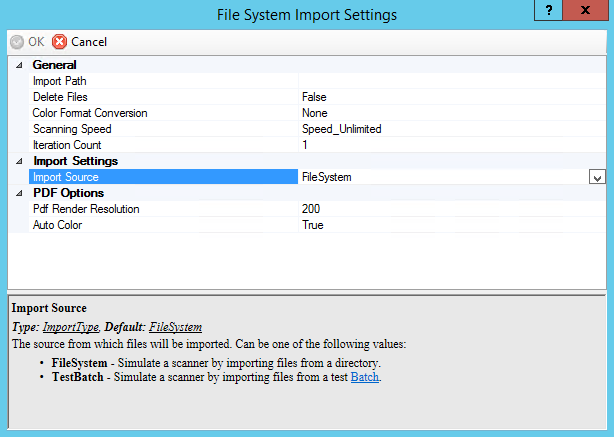 File System Import Settings
? x
OK Cancel
General
Import Path
Delete Files False
Color Format Conversion None
Scanning Speed Speed_Unlimited
Iteration Count 1
Import Settings
Import Source FileSystem
PDF Options
Pdf Render Resolution 200
Auto Color True
Import Source
Type: ImportType, Default: FileSystem
The source from which files will be imported. Can be one of the following values:
• FileSystem - Simulate a scanner by importing files from a directory.
• TestBatch - Simulate a scanner by importing files from a test Batch.